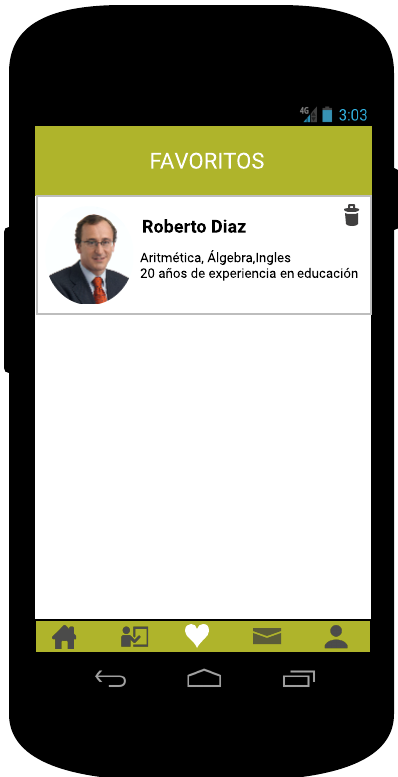 4G 3:03
FAVORITOS
Roberto Diaz
Aritmética, Álgebra,Ingles
20 años de experiencia en educación